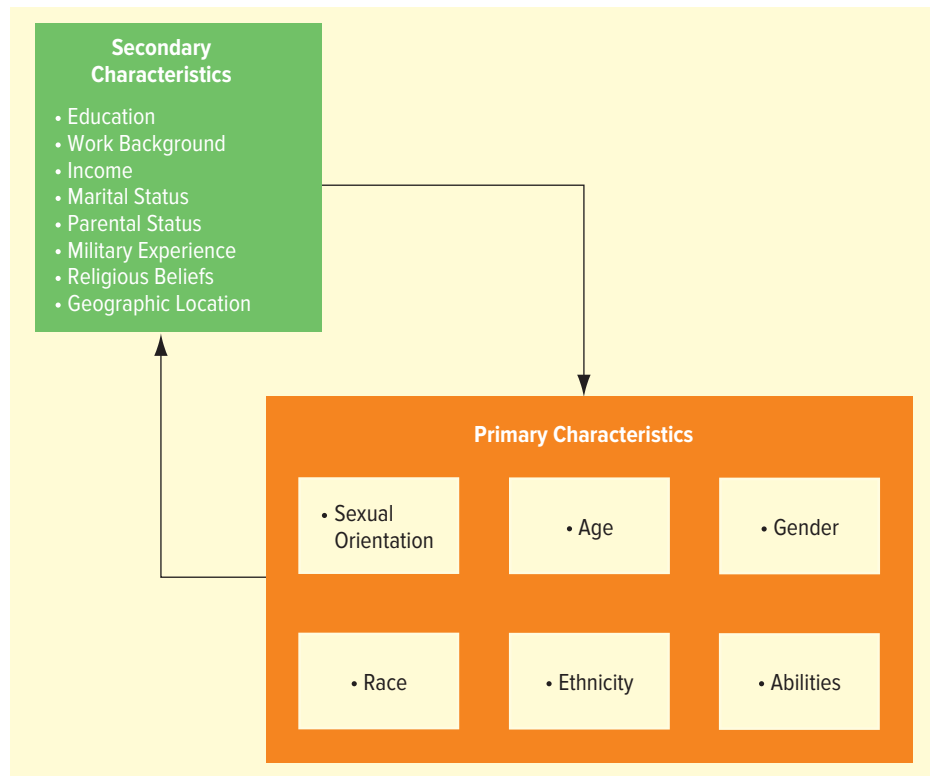 Secondary
Characteristics
• Education
• Work Background
• Income
• Marital Status
• Parental Status
• Military Experience
• Religious Beliefs
• Geographic Location
Primary Characteristics
• Sexual
Orientation
• Age
• Gender
• Race
• Ethnicity
• Abilities